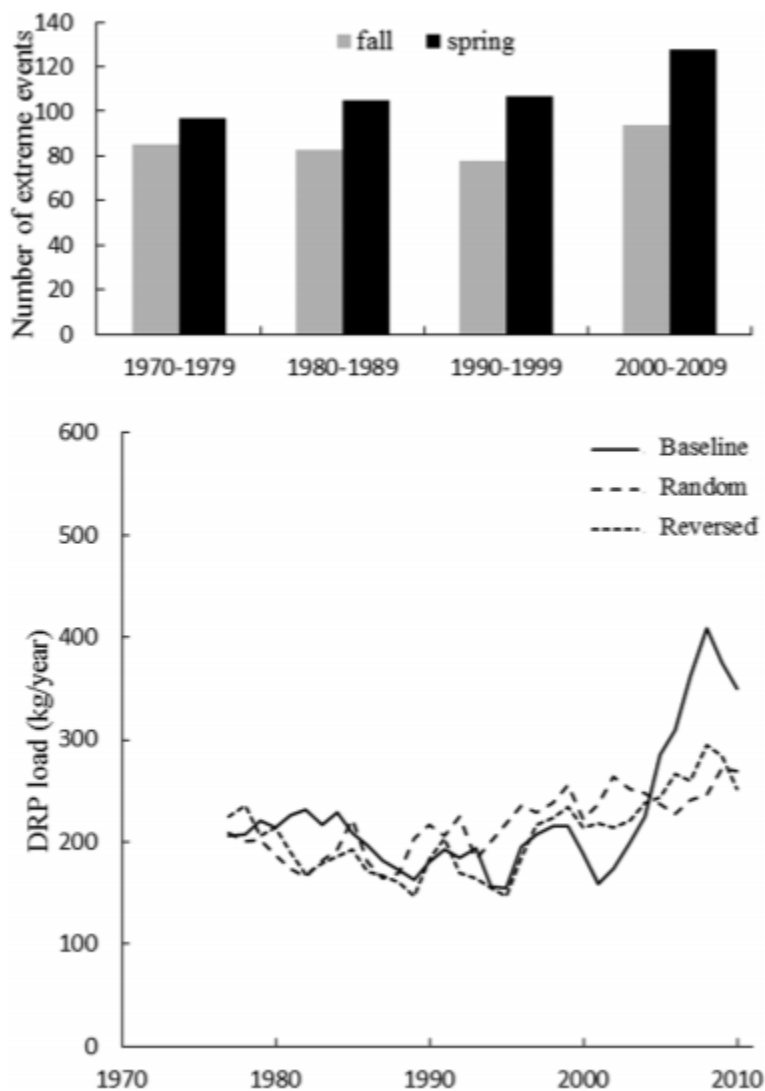 140
120
100
80
60
40
20
0
Number of extreme events
fall
spring
1970-1979 1980-1989 1990-1999 2000-2009
600
500
400
300
200
100
0
DRP load (kg/year)
Baseline
Random
Reversed
1970 1980 1990 2000 2010